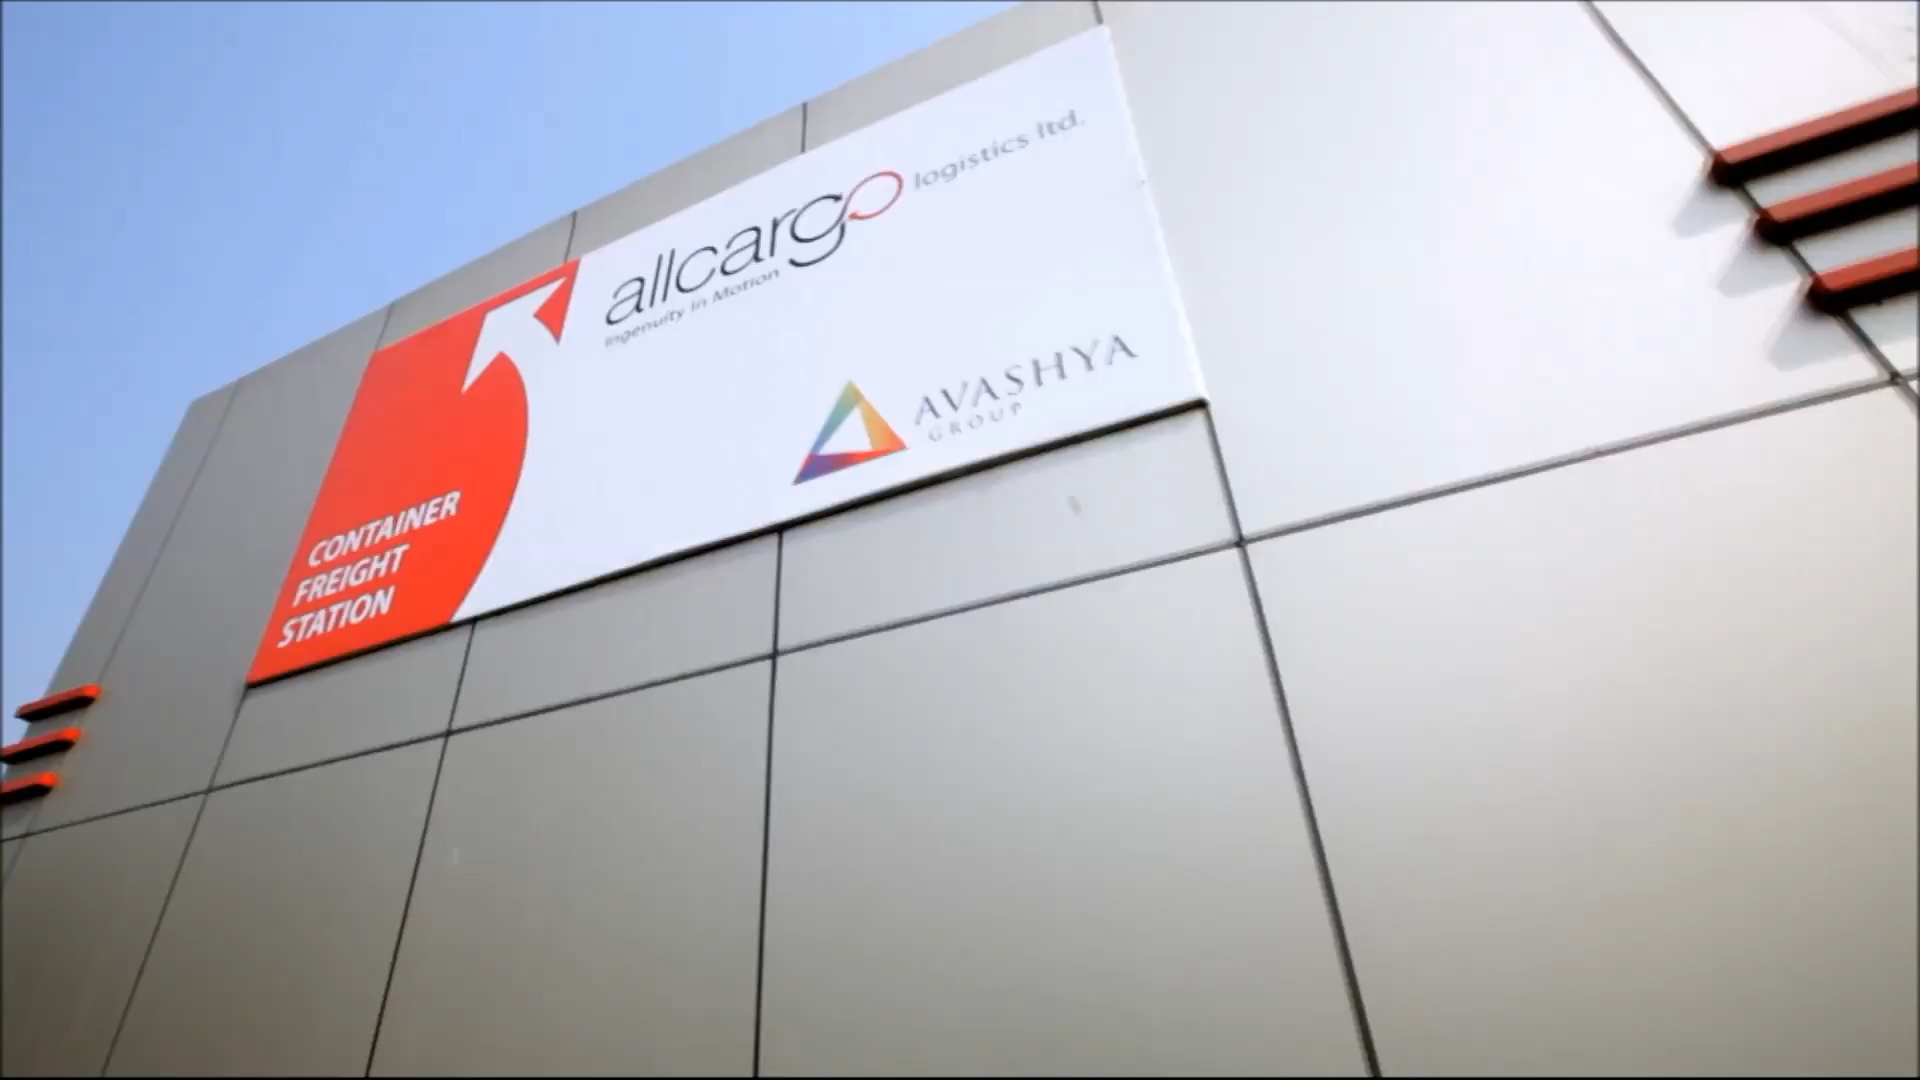 allcargo logistics ltd.
Ingenuity In Motion
AVASHYA
GROUP
CONTAINER
FREIGHT
STATION